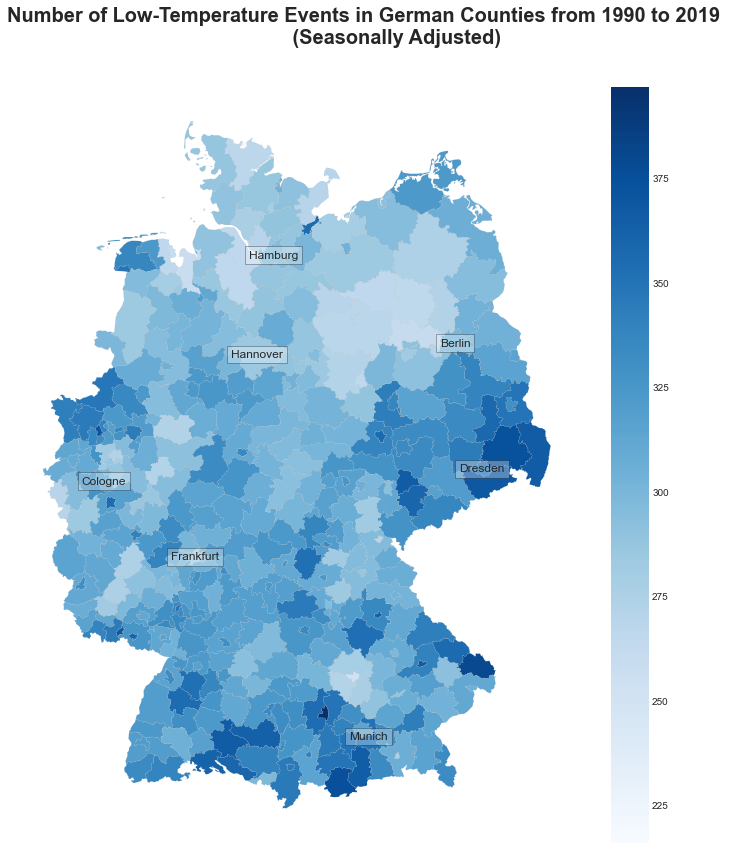 Number of Low-Temperature Events in German Counties from 1990 to 2019
(Seasonally Adjusted)
375
Hamburg
350
Berlin
Hannover
325
Dresden
Cologne
300
Frankfurt
275
250
Munich
225